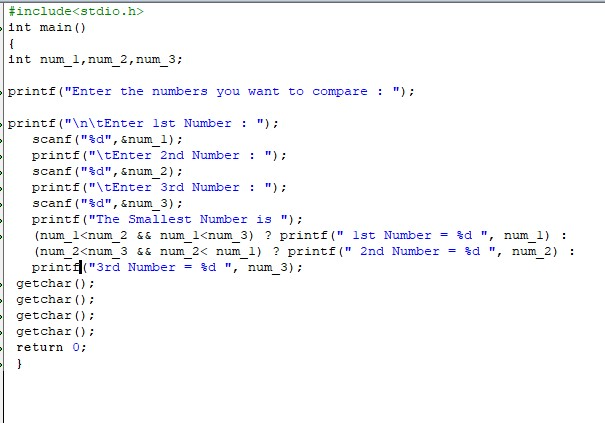 #include<stdio.h>
int main()
{
int num_1,num_2,num_3;
printf("Enter the numbers you want to compare : ");
printf("\n\tEnter 1st Number : ");
scanf("%d",&num_1);
printf("\tEnter 2nd Number : ");
scanf("%d",&num_2);
printf("\tEnter 3rd Number : ");
scanf("%d",&num_3);
printf("The Smallest Number is ");
(num_1<num_2 && num_1<num_3) ? printf(" 1st Number = %d ", num_1) :
(num_2<num_3 && num_2< num_1) ? printf(" 2nd Number = %d ", num_2) :
printf("3rd Number = %d ", num_3);
getchar();
getchar();
getchar();
getchar();
return 0;
}